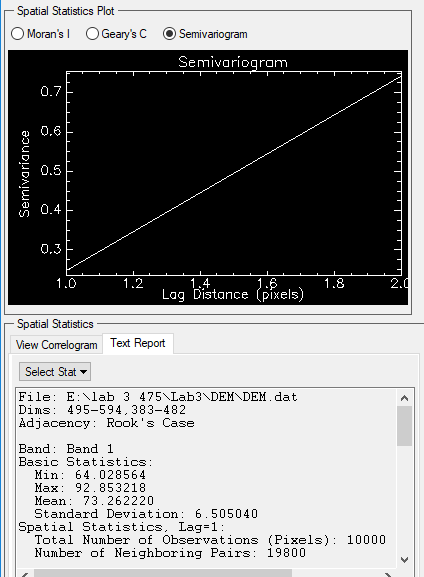 Spatial Statistics Plot
Moran's I Geary's C Semivariogram
Semivariogram
Semivariance
0.7
0.6
0.5
0.4
0.3
1.0 1.2 1.4 1.6 1.8 2.0
Lag Distance (pixels)
Spatial Statistics
View Correlogram Text Report
Select Stat
File: E:\lab 3 475\Lab3\DEM\DEM.dat
Dims: 495-594,383-482
Adjacency: Rook's Case
Band: Band 1
Basic Statistics:
Min: 64.028564
Max: 92.853218
Mean: 73.262220
Standard Deviation: 6.505040
Spatial Statistics, Lag=1:
Total Number of Observations (Pixels): 10000
Number of Neighboring Pairs: 19800